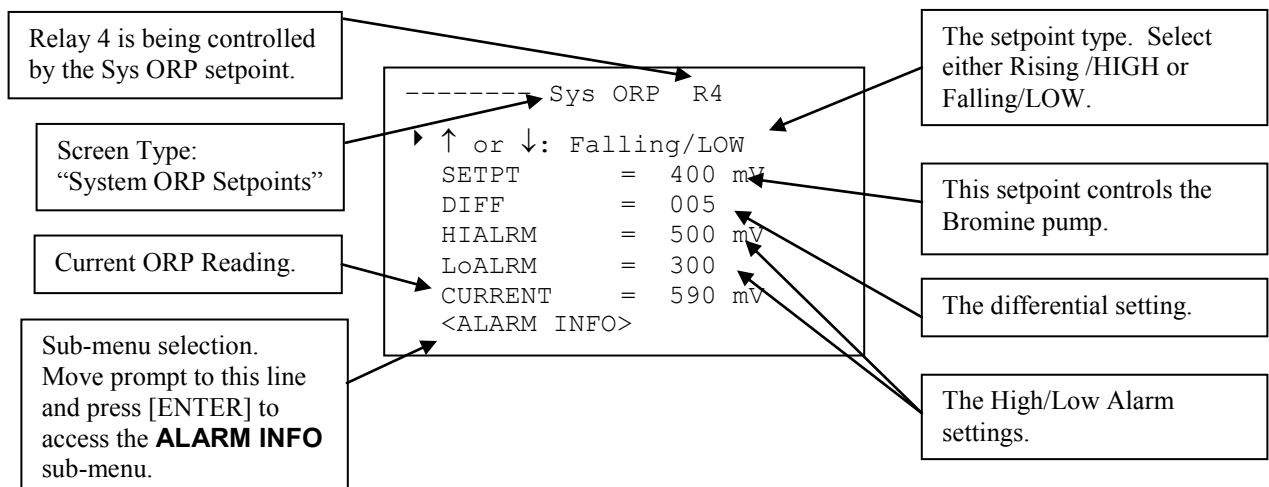 Relay 4 is being controlled
by the Sys ORP setpoint.
Screen Type:
“System ORP Setpoints”
Current ORP Reading.
Sub-menu selection.
Move prompt to this line
and press [ENTER] to
access the ALARM INFO
sub-menu.
-------- Sys ORP R4
↑ or ↓: Falling/LOW
SETPT = 400 mV
DIFF = 005
HIALRM = 500 mV
LoALRM = 300
CURRENT = 590 mV
<ALARM INFO>
The setpoint type. Select
either Rising /HIGH or
Falling/LOW.
This setpoint controls the
Bromine pump.
The differential setting.
The High/Low Alarm
settings.